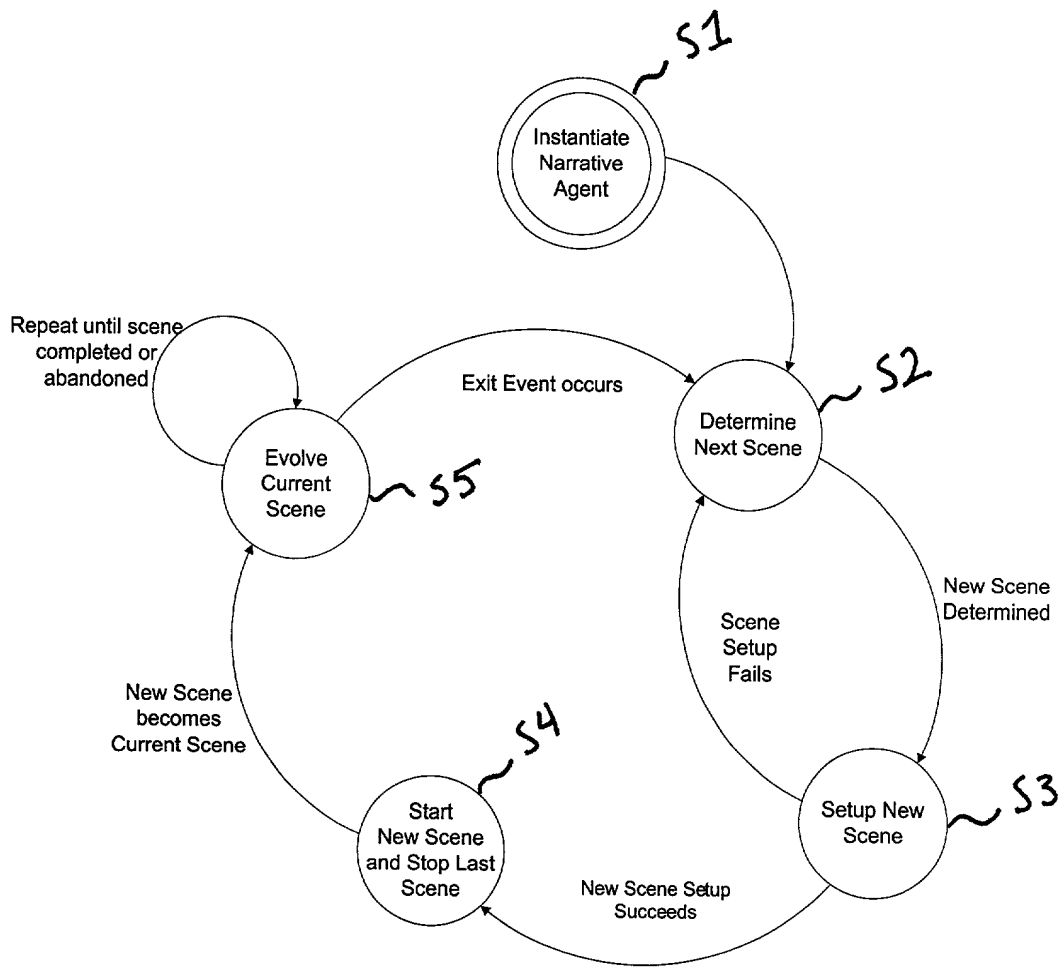 S1
Instantiate
Narrative
Agent
Repeat until scene
completed or
abandoned
Exit Event occurs
S2
Determine
Next Scene
Evolve
Current
Scene
S5
New Scene
Determined
Scene
Setup
Fails
New Scene
becomes
Current Scene
S4
Start
New Scene
and Stop Last
Scene
Setup New
Scene
S3
New Scene Setup
Succeeds